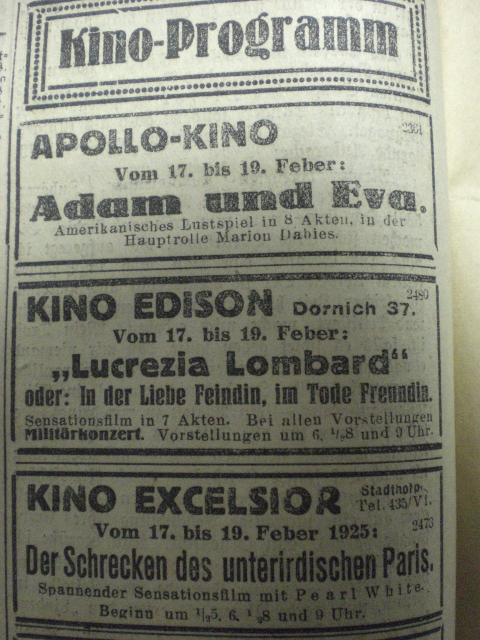 Kino-Programm
APOLLO-KINO
2361
Vom 17. bis 19. Feber:
Adam und Eva.
Amerikanisches Lustspiel in 8 Akten, in der
Hauptrolle Marion Dabies.
KINO EDISON Dornich 37.
2480
Vom 17. bis 19. Feber:
„Lucrezia Lombard“
oder: In der Liebe Feindin, im Tode Freundin.
Sensationsfilm in 7 Akten. Bei allen Vorstellungen
Militärkonzert. Vorstellungen um 6, ½8 und 9 Uhr.
KINO EXCELSIOR
Stadthotp.
Tel. 435/VI.
2473
Vom 17. bis 19. Feber 1925:
Der Schrecken des unterirdischen Paris.
Spannender Sensationsfilm mit Pearl White.
Beginn um ½5, 6, ½8 und 9 Uhr.